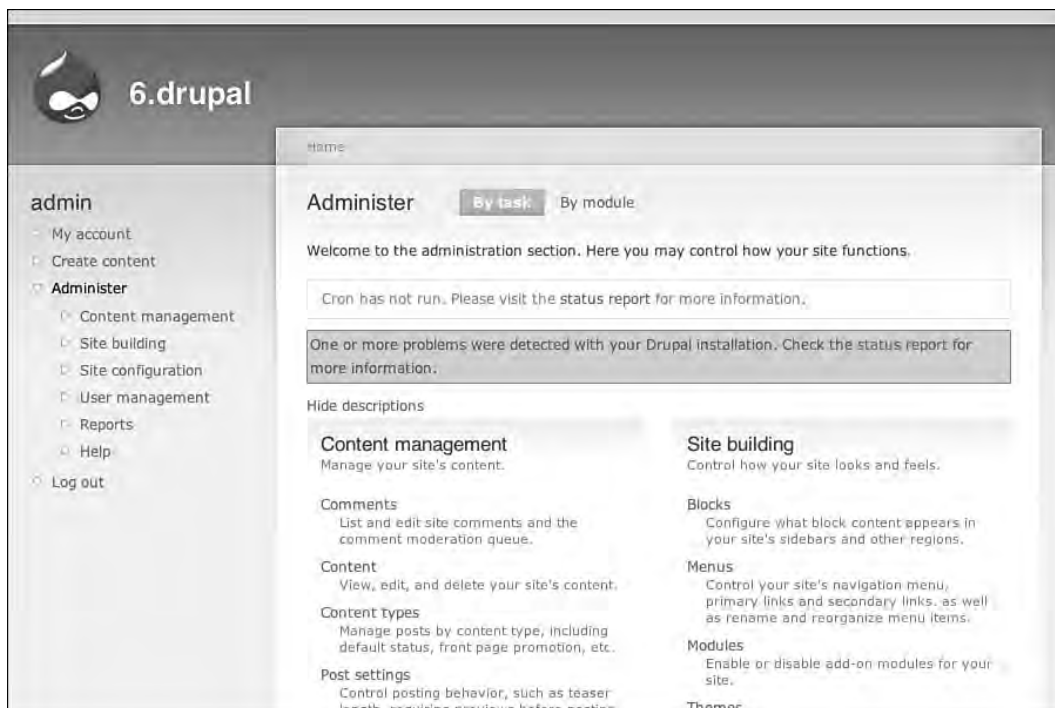 6.drupal
Home
admin
My account
Create content
Administer
Content management
Site building
Site configuration
User management
Reports
Help
Log out
Administer
By task
By module
Welcome to the administration section. Here you may control how your site functions.
Cron has not run. Please visit the status report for more information.
One or more problems were detected with your Drupal installation. Check the status report for
more information.
Hide descriptions
Content management
Manage your site's content.
Comments
List and edit site comments and the
comment moderation queue.
Content
View, edit, and delete your site's content.
Content types
Manage posts by content type, including
default status, front page promotion, etc.
Post settings
Control posting behavior, such as teaser
length, requiring previews before posting
Site building
Control how your site looks and feels.
Blocks
Configure what block content appears in
your site's sidebars and other regions.
Menus
Control your site's navigation menu,
primary links and secondary links. as well
as rename and reorganize menu items.
Modules
Enable or disable add-on modules for your
site.
Themes